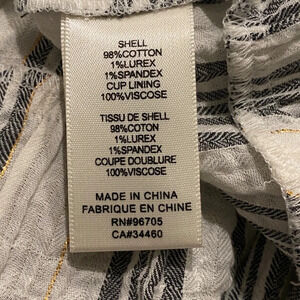 SHELL
98%COTTON
1%LUREX
1%SPANDEX
CUP LINING
100%VISCOSE
TISSU DE SHELL
98%COTON
1%LUREX
1%SPANDEX
COUPE DOUBLURE
100%VISCOSE
MADE IN CHINA
FABRIQUE EN CHINE
RN#96705
CA#34460